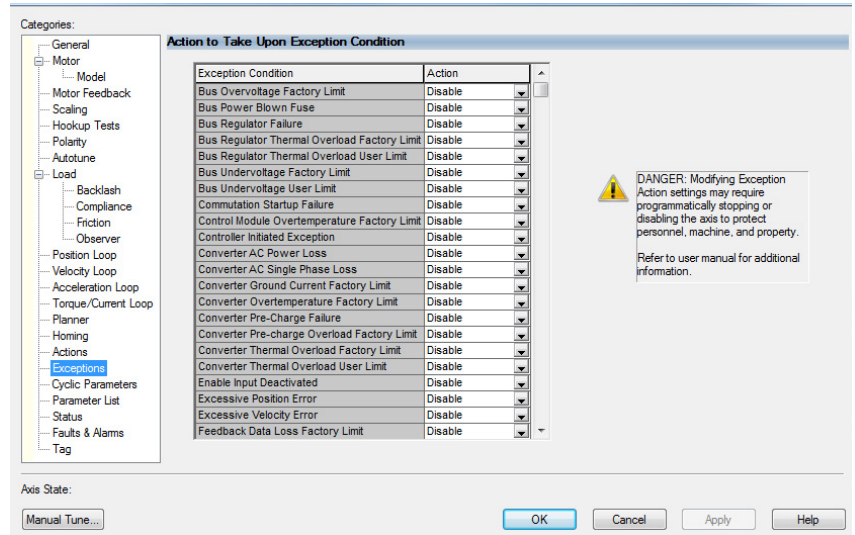 Categories:
General
Motor
Model
Motor Feedback
Scaling
Hookup Tests
Polarity
Autotune
Load
Backlash
Compliance
Friction
Observer
Position Loop
Velocity Loop
Acceleration Loop
Torque/Current Loop
Planner
Homing
Actions
Exceptions
Cyclic Parameters
Parameter List
Status
Faults & Alarms
Tag
Action to Take Upon Exception Condition
Exception Condition Action
Bus Overvoltage Factory Limit Disable
Bus Power Blown Fuse Disable
Bus Regulator Failure Disable
Bus Regulator Thermal Overload Factory Limit Disable
Bus Regulator Thermal Overload User Limit Disable
Bus Undervoltage Factory Limit Disable
Bus Undervoltage User Limit Disable
Commutation Startup Failure Disable
Control Module Overtemperature Factory Limit Disable
Controller Initiated Exception Disable
Converter AC Power Loss Disable
Converter AC Single Phase Loss Disable
Converter Ground Current Factory Limit Disable
Converter Overtemperature Factory Limit Disable
Converter Pre-Charge Failure Disable
Converter Pre-charge Overload Factory Limit Disable
Converter Thermal Overload Factory Limit Disable
Converter Thermal Overload User Limit Disable
Enable Input Deactivated Disable
Excessive Position Error Disable
Excessive Velocity Error Disable
Feedback Data Loss Factory Limit Disable
DANGER: Modifying Exception
Action settings may require
programmatically stopping or
disabling the axis to protect
personnel, machine, and property.
Refer to user manual for additional
information.
Axis State:
Manual Tune...
OK
Cancel
Apply
Help